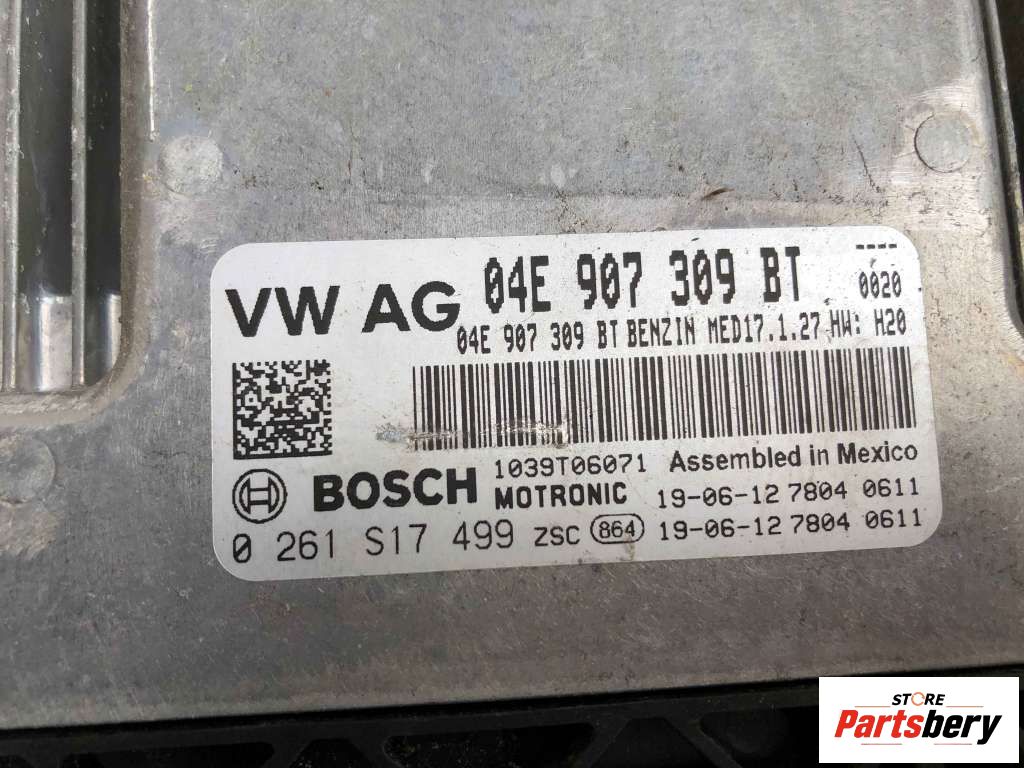 VW AG 04E 907 309 BT ----
0020
04E 907 309 BT BENZIN MED17.1.27 HW: H20
BOSCH 1039T06071 Assembled in Mexico
MOTRONIC 19-06-12 7804 0611
0 261 S17 499 ZSC 864 19-06-12 7804 0611
STORE
Partsbery